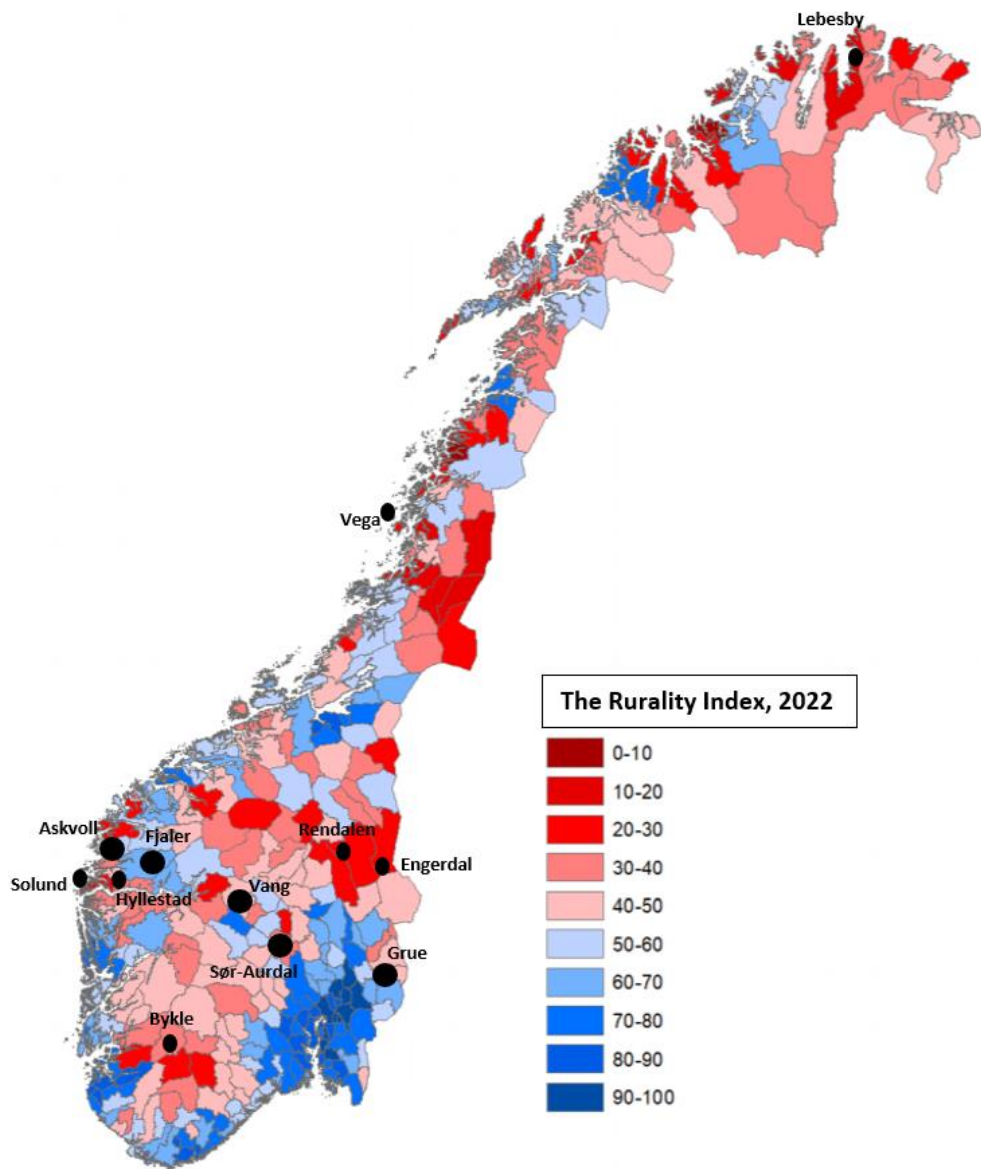 Lebesby
Vega
The Rurality Index, 2022
0-10
10-20
20-30
30-40
40-50
50-60
60-70
70-80
80-90
90-100
Askvoll
Fjaler
Rendalen
Engerdal
Solund
Hyllestad
Vang
Sør-Aurdal
Grue
Bykle